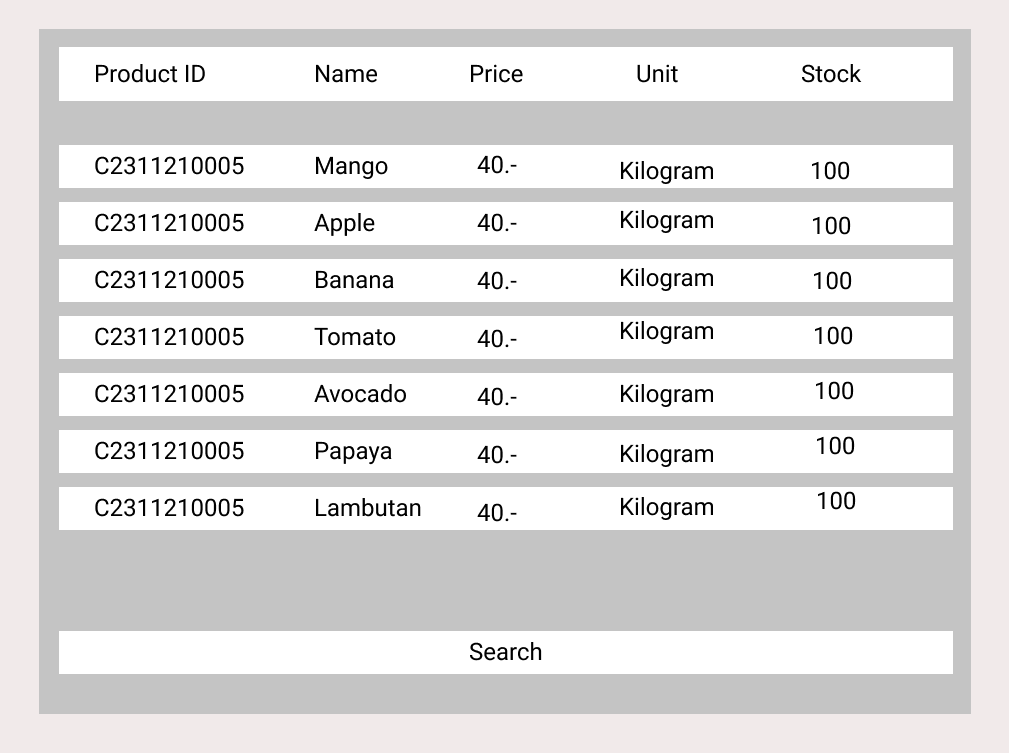 Product ID Name Price Unit Stock
C2311210005 Mango 40.- Kilogram 100
C2311210005 Apple 40.- Kilogram 100
C2311210005 Banana 40.- Kilogram 100
C2311210005 Tomato 40.- Kilogram 100
C2311210005 Avocado 40.- Kilogram 100
C2311210005 Papaya 40.- Kilogram 100
C2311210005 Lambutan 40.- Kilogram 100
Search